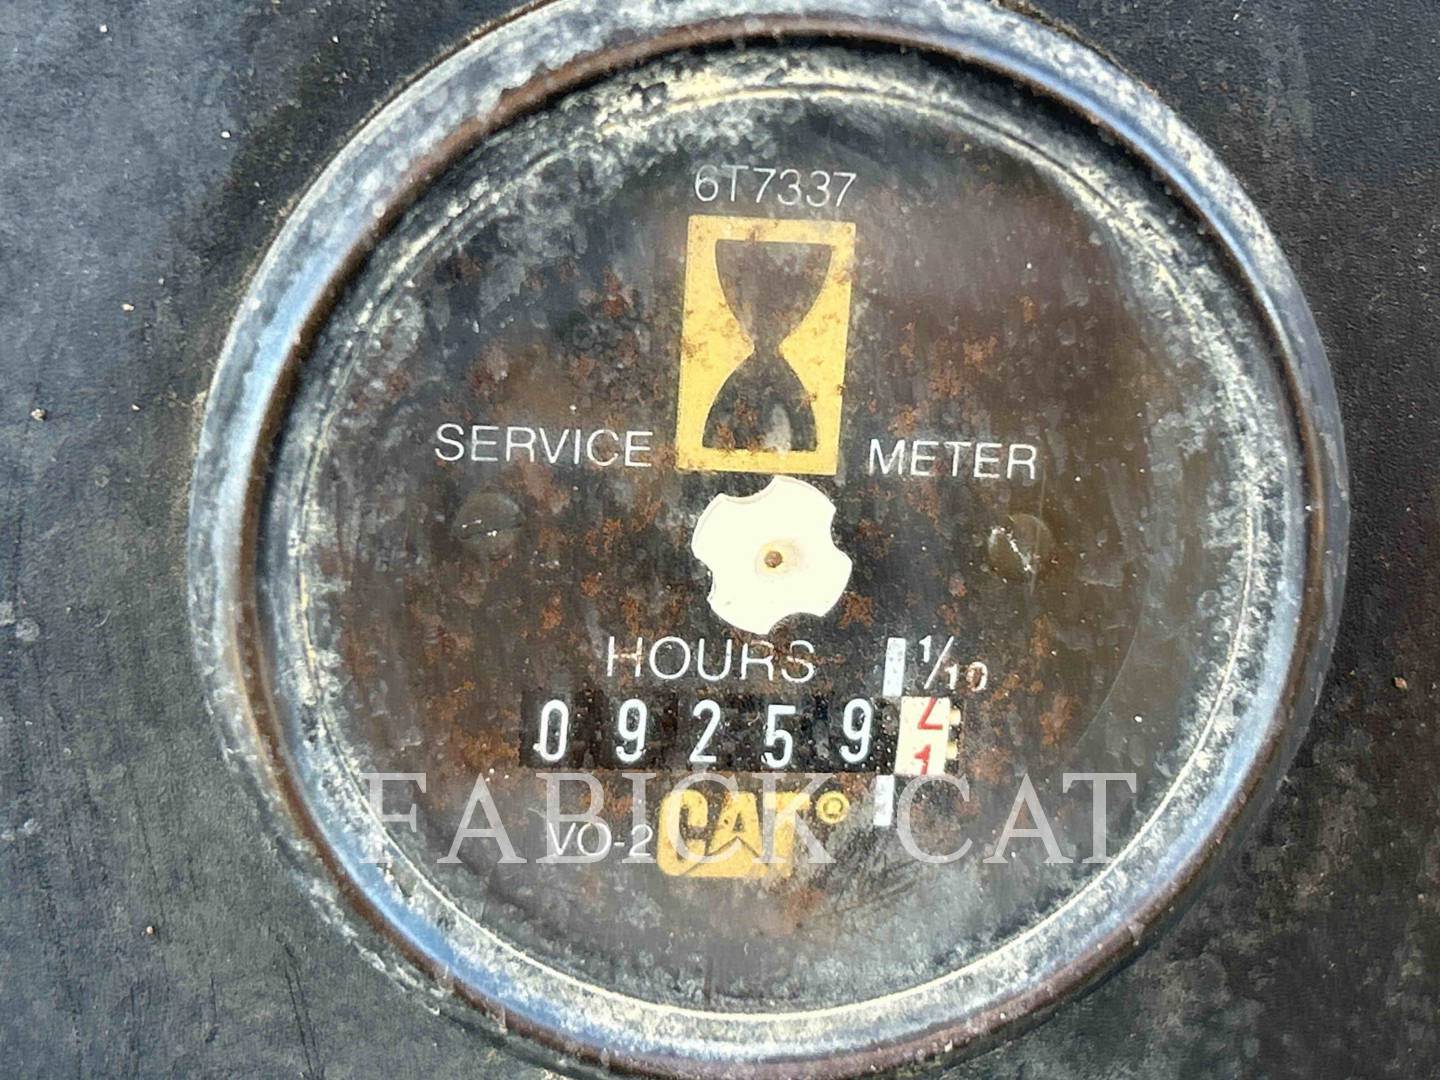 6T7337
SERVICE METER
HOURS 1/10
09259
VO-2 CAT®
FABICK CAT